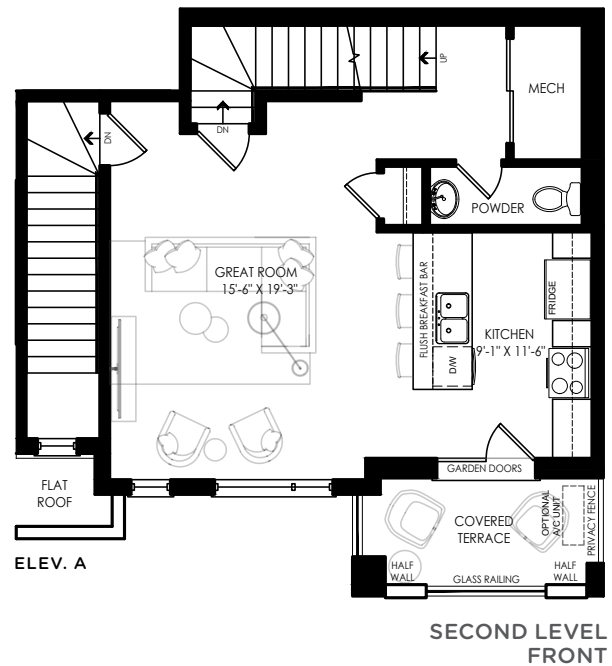 UP
MECH
DN
DN
POWDER
GREAT ROOM
15'-6" X 19'-3"
FLUSH BREAKFAST BAR
FRIDGE
KITCHEN
9'-1" X 11'-6"
D/W
GARDEN DOORS
FLAT
ROOF
COVERED
TERRACE
OPTIONAL
A/C UNIT
PRIVACY FENCE
HALF
WALL
GLASS RAILING
HALF
WALL
ELEV. A
SECOND LEVEL
FRONT